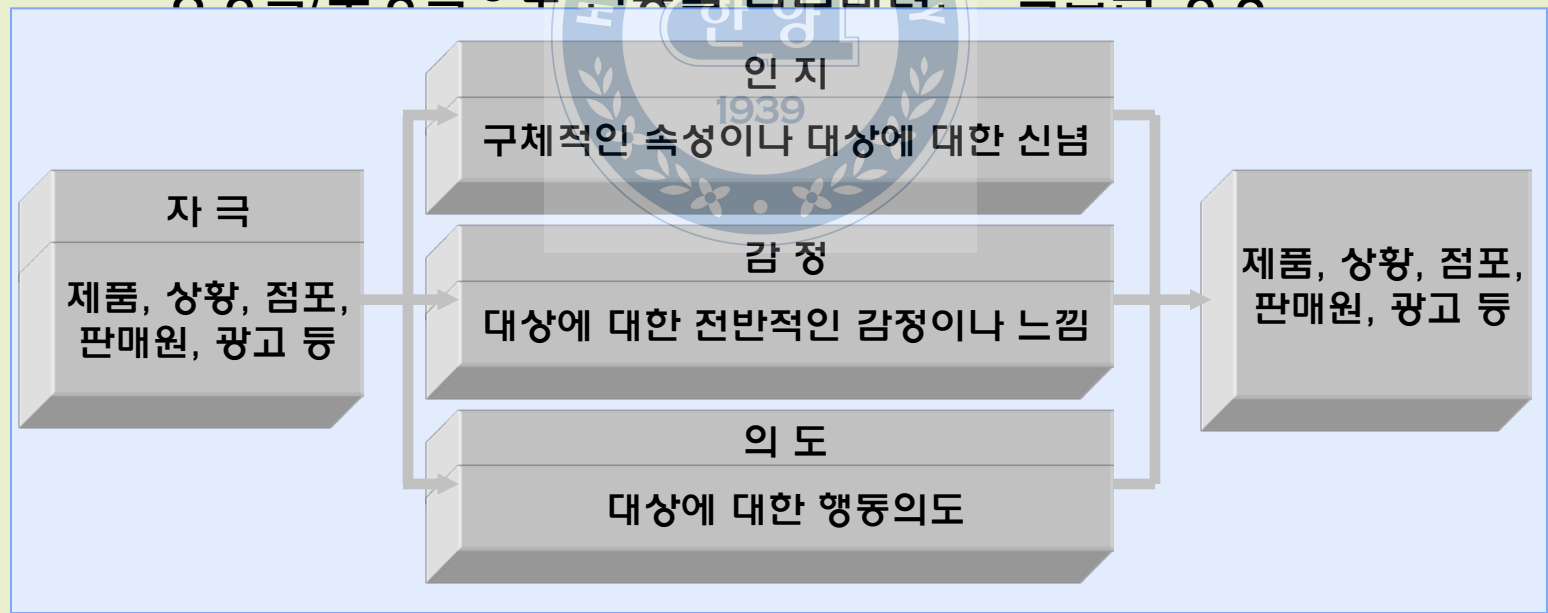 자 극
제품, 상황, 점포,
판매원, 광고 등
인 지
구체적인 속성이나 대상에 대한 신념
감 정
대상에 대한 전반적인 감정이나 느낌
의 도
대상에 대한 행동의도
제품, 상황, 점포,
판매원, 광고 등
한양
1939